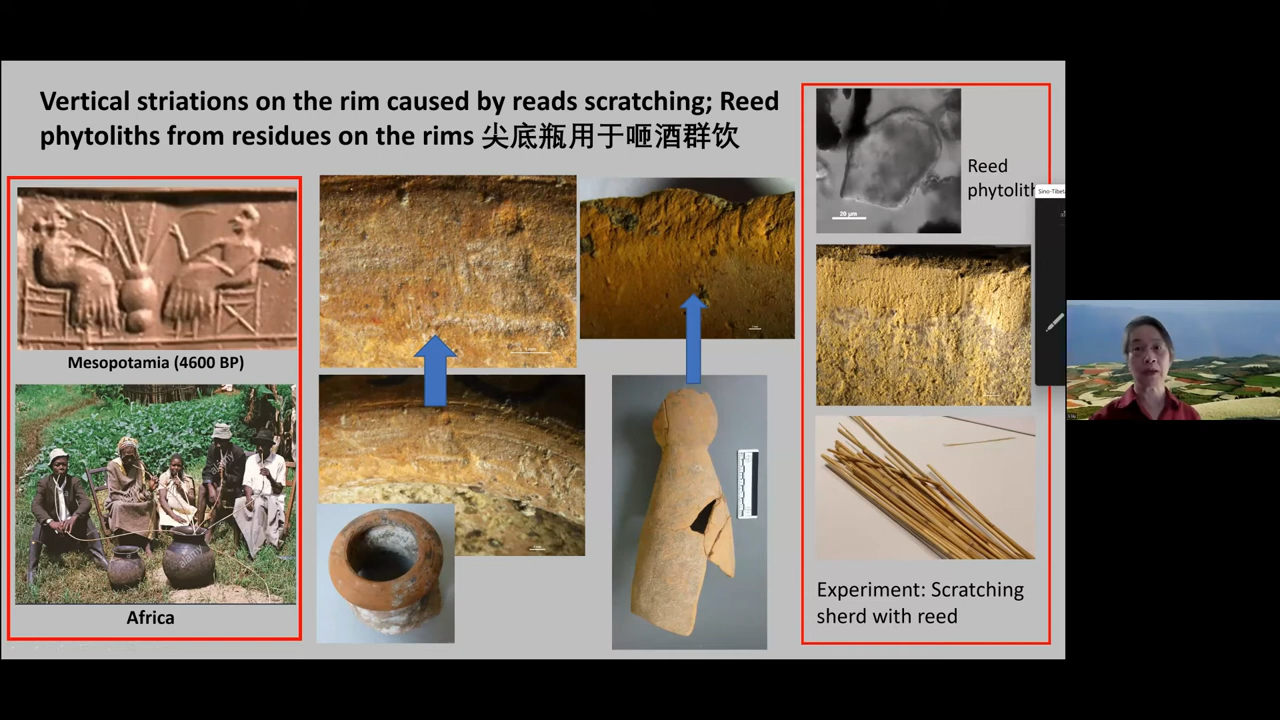 Vertical striations on the rim caused by reads scratching; Reed
phytoliths from residues on the rims 尖底瓶用于咂酒群饮
Mesopotamia (4600 BP)
Africa
Reed
phytolith
20 μm
Sino-Tibet
Experiment: Scratching
sherd with reed